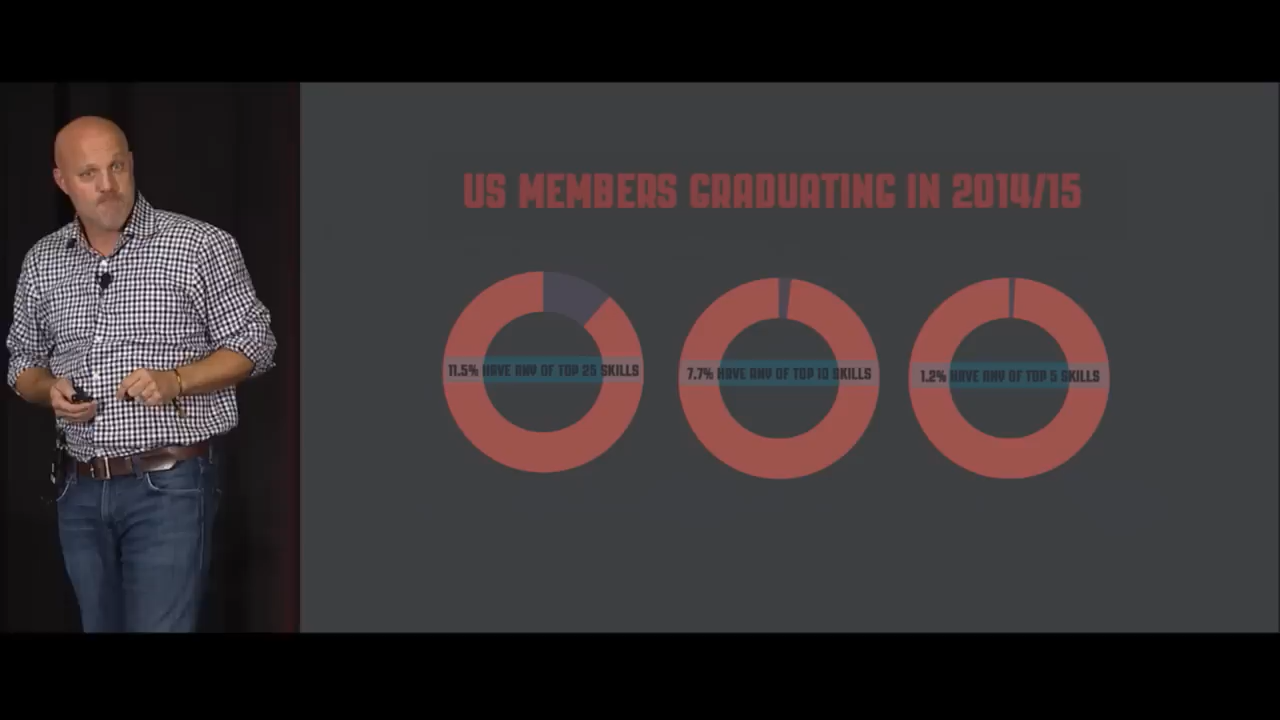 US MEMBERS GRADUATING IN 2014/15
11.5% HAVE ANY OF TOP 25 SKILLS
7.7% HAVE ANY OF TOP 10 SKILLS
1.2% HAVE ANY OF TOP 5 SKILLS